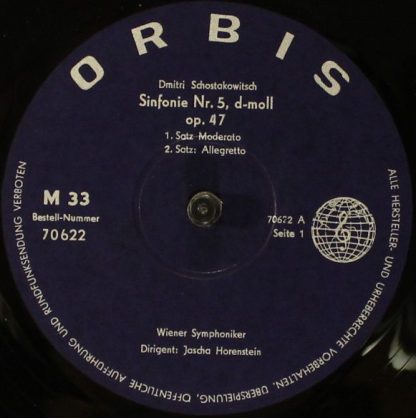 ORBIS
Dmitri Schostakowitsch
Sinfonie Nr. 5, d-moll
op. 47
1. Satz Moderato
2. Satz: Allegretto
M 33
Bestell-Nummer
70622
70622 A
Seite 1
Wiener Symphoniker
Dirigent: Jascha Horenstein
ALLE HERSTELLER- UND URHEBERRECHTE VORBEHALTEN. ÜBERSPIELUNG, ÖFFENTLICHE AUFFÜHRUNG UND RUNDFUNKSENDUNG VERBOTEN